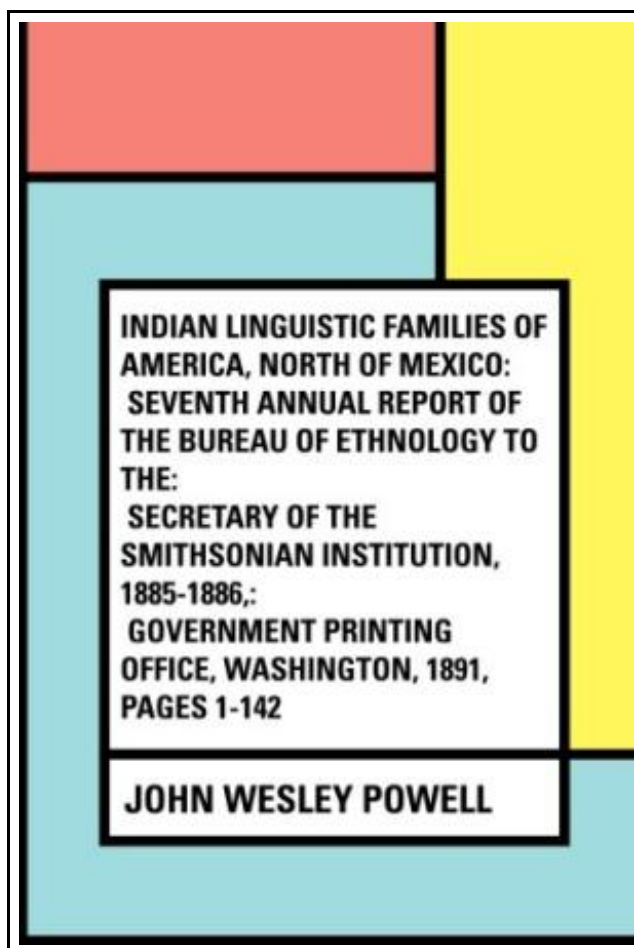 INDIAN LINGUISTIC FAMILIES OF
AMERICA, NORTH OF MEXICO:
SEVENTH ANNUAL REPORT OF
THE BUREAU OF ETHNOLOGY TO
THE:
SECRETARY OF THE
SMITHSONIAN INSTITUTION,
1885-1886,:
GOVERNMENT PRINTING
OFFICE, WASHINGTON, 1891,
PAGES 1-142
JOHN WESLEY POWELL